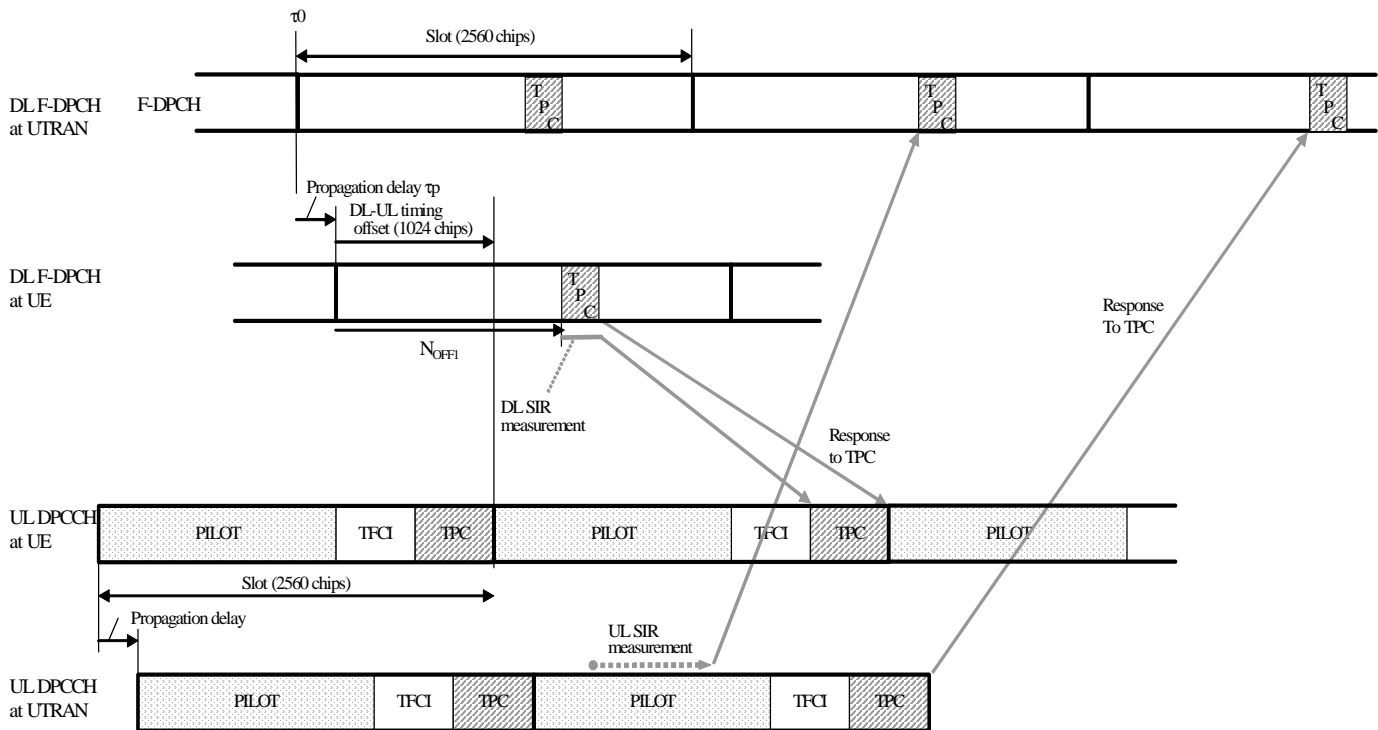 τ0
Slot (2560 chips)
DL F-DPCH
at UTRAN
F-DPCH
T
P
C
T
P
C
T
P
C
Propagation delay τp
DL-UL timing
offset (1024 chips)
DL F-DPCH
at UE
T
P
C
NOFF1
Response
To TPC
DL SIR
measurement
Response
to TPC
UL DPCCH
at UE
PILOT
TFCI
TPC
PILOT
TFCI
TPC
PILOT
Slot (2560 chips)
Propagation delay
UL SIR
measurement
UL DPCCH
at UTRAN
PILOT
TFCI
TPC
PILOT
TFCI
TPC